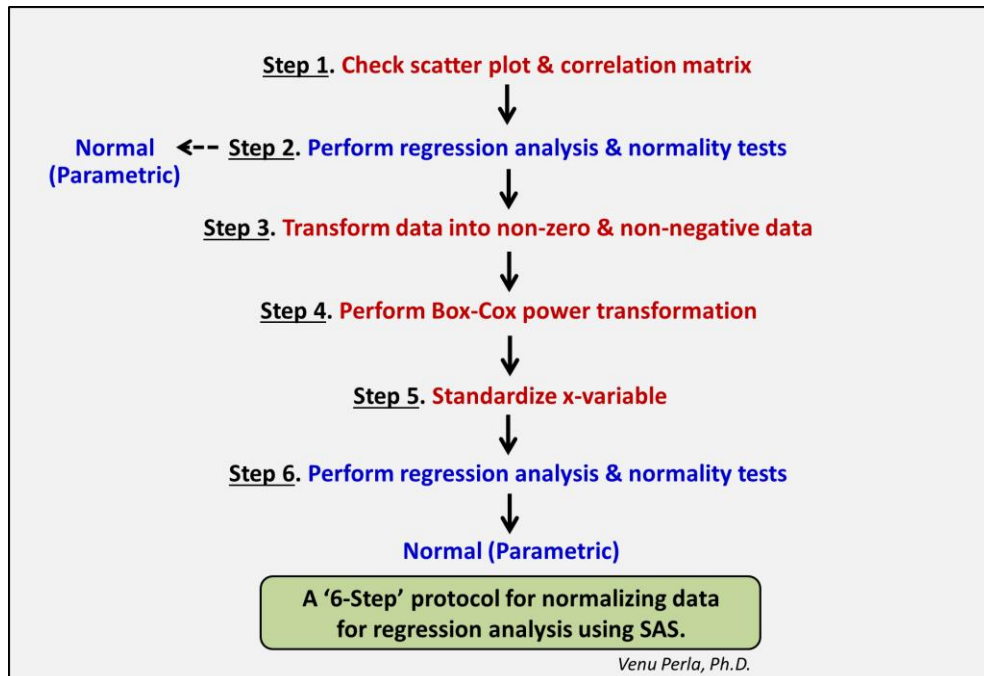 Step 1. Check scatter plot & correlation matrix
Normal
(Parametric)
Step 2. Perform regression analysis & normality tests
Step 3. Transform data into non-zero & non-negative data
Step 4. Perform Box-Cox power transformation
Step 5. Standardize x-variable
Step 6. Perform regression analysis & normality tests
Normal (Parametric)
A ‘6-Step’ protocol for normalizing data
for regression analysis using SAS.
Venu Perla, Ph.D.